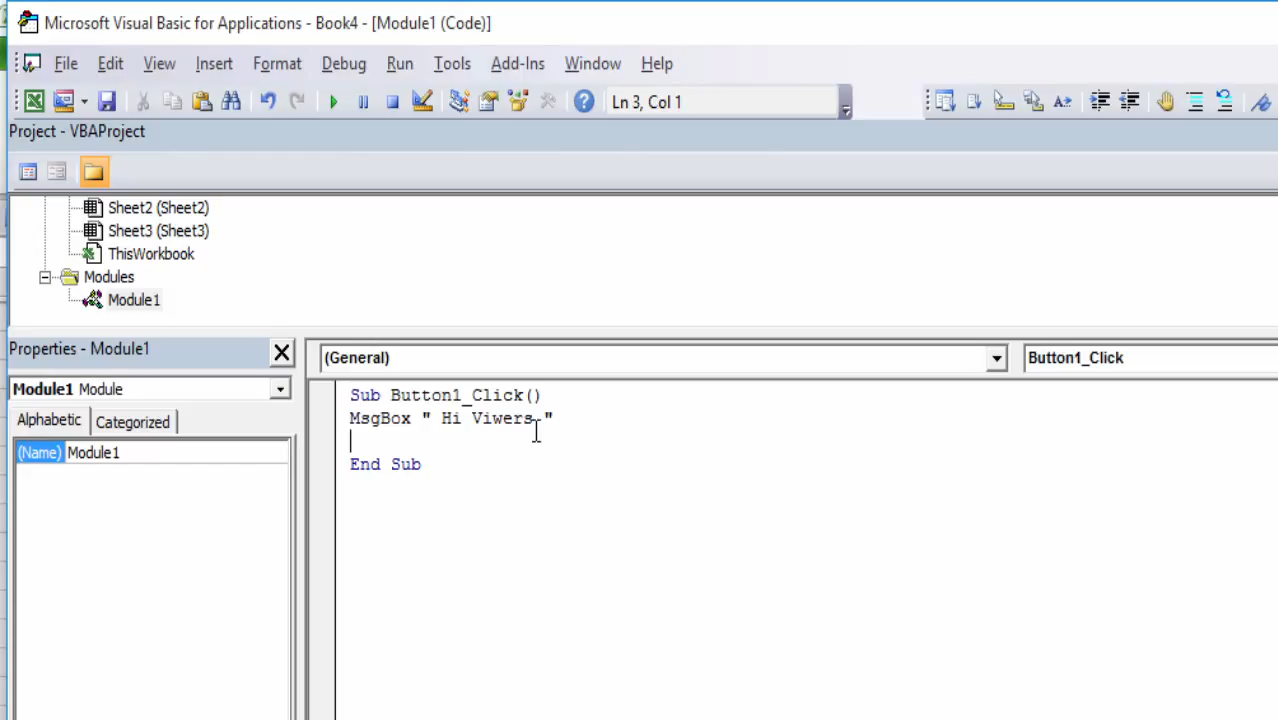 Microsoft Visual Basic for Applications - Book4 - [Module1 (Code)]
File Edit View Insert Format Debug Run Tools Add-Ins Window Help
Ln 3, Col 1
Project - VBAProject
Sheet2 (Sheet2)
Sheet3 (Sheet3)
ThisWorkbook
Modules
Module1
Properties - Module1
(General) Button1_Click
Module1 Module
Alphabetic Categorized
(Name) Module1
Sub Button1_Click()
MsgBox " Hi Viwers "
End Sub